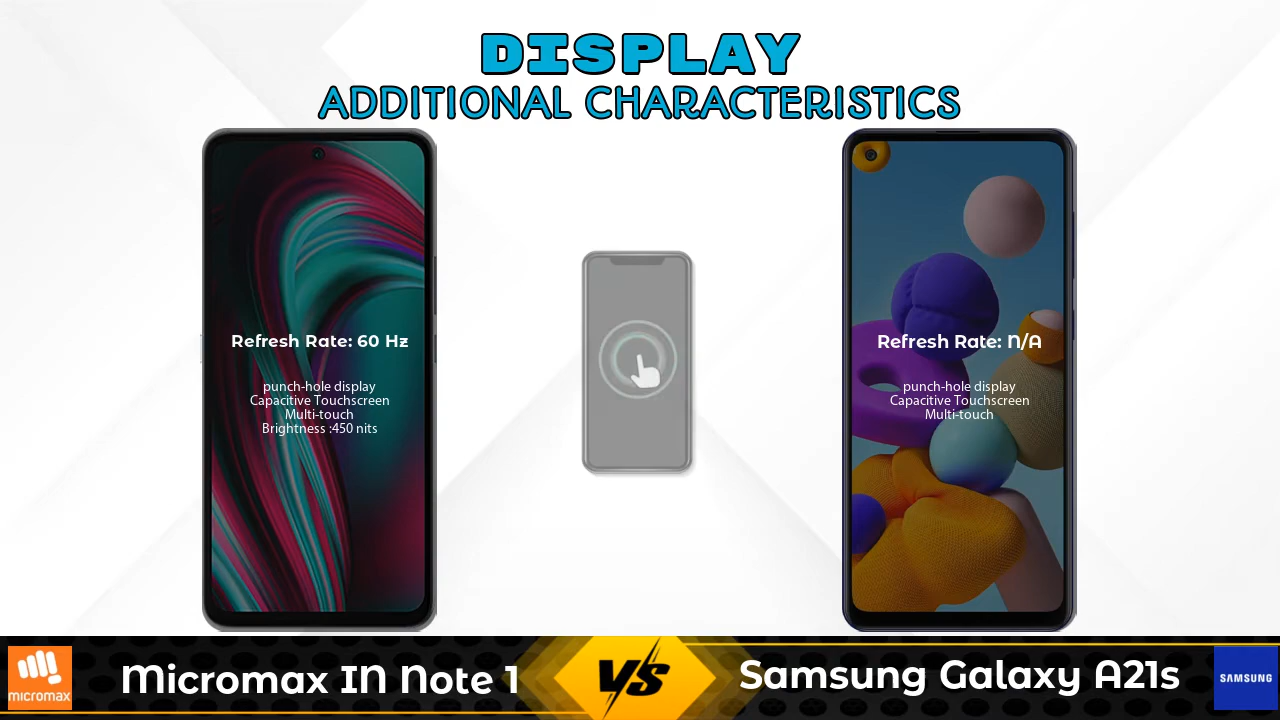 DISPLAY
ADDITIONAL CHARACTERISTICS
Refresh Rate: 60 Hz
punch-hole display
Capacitive Touchscreen
Multi-touch
Brightness :450 nits
Refresh Rate: N/A
punch-hole display
Capacitive Touchscreen
Multi-touch
micromax
Micromax IN Note 1
VS
Samsung Galaxy A21s
SAMSUNG